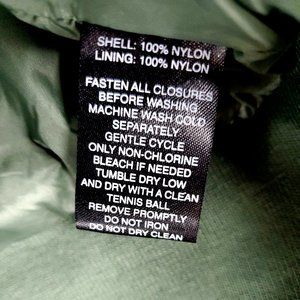 SHELL: 100% NYLON
LINING: 100% NYLON
FASTEN ALL CLOSURES
BEFORE WASHING
MACHINE WASH COLD
SEPARATELY
GENTLE CYCLE
ONLY NON-CHLORINE
BLEACH IF NEEDED
TUMBLE DRY LOW
AND DRY WITH A CLEAN
TENNIS BALL
REMOVE PROMPTLY
DO NOT IRON
DO NOT DRY CLEAN